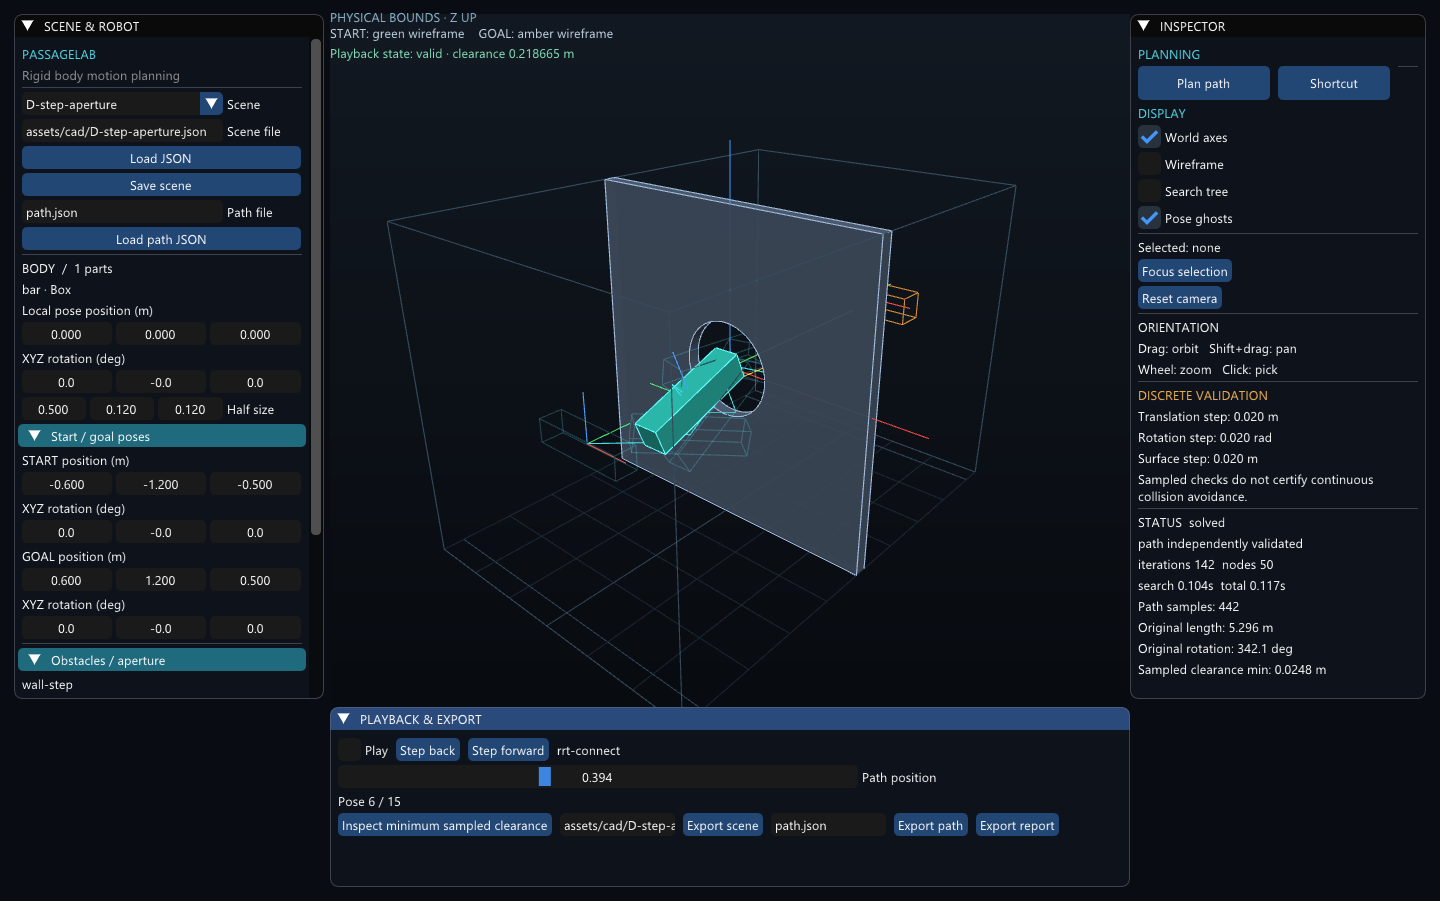 SCENE & ROBOT
PASSAGELAB
Rigid body motion planning
D-step-aperture Scene
assets/cad/D-step-aperture.json Scene file
Load JSON
Save scene
path.json Path file
Load path JSON
BODY / 1 parts
bar · Box
Local pose position (m)
0.000 0.000 0.000
XYZ rotation (deg)
0.0 -0.0 0.0
0.500 0.120 0.120 Half size
Start / goal poses
START position (m)
-0.600 -1.200 -0.500
XYZ rotation (deg)
0.0 -0.0 0.0
GOAL position (m)
0.600 1.200 0.500
XYZ rotation (deg)
0.0 -0.0 0.0
Obstacles / aperture
wall-step
PHYSICAL BOUNDS · Z UP
START: green wireframe GOAL: amber wireframe
Playback state: valid · clearance 0.218665 m
PLAYBACK & EXPORT
Play Step back Step forward rrt-connect
0.394 Path position
Pose 6 / 15
Inspect minimum sampled clearance assets/cad/D-step-a Export scene path.json Export path Export report
INSPECTOR
PLANNING
Plan path Shortcut
DISPLAY
World axes
Wireframe
Search tree
Pose ghosts
Selected: none
Focus selection
Reset camera
ORIENTATION
Drag: orbit Shift+drag: pan
Wheel: zoom Click: pick
DISCRETE VALIDATION
Translation step: 0.020 m
Rotation step: 0.020 rad
Surface step: 0.020 m
Sampled checks do not certify continuous
collision avoidance.
STATUS solved
path independently validated
iterations 142 nodes 50
search 0.104s total 0.117s
Path samples: 442
Original length: 5.296 m
Original rotation: 342.1 deg
Sampled clearance min: 0.0248 m